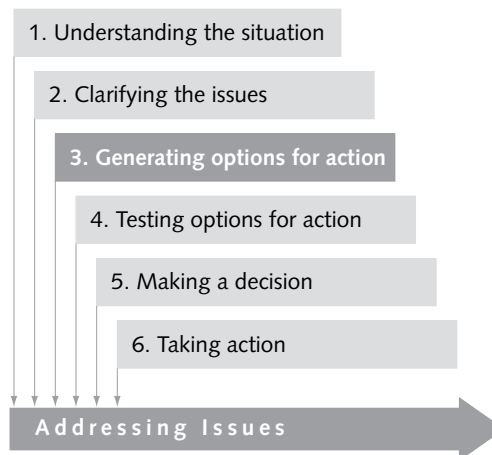 1. Understanding the situation
2. Clarifying the issues
3. Generating options for action
4. Testing options for action
5. Making a decision
6. Taking action
Addressing Issues